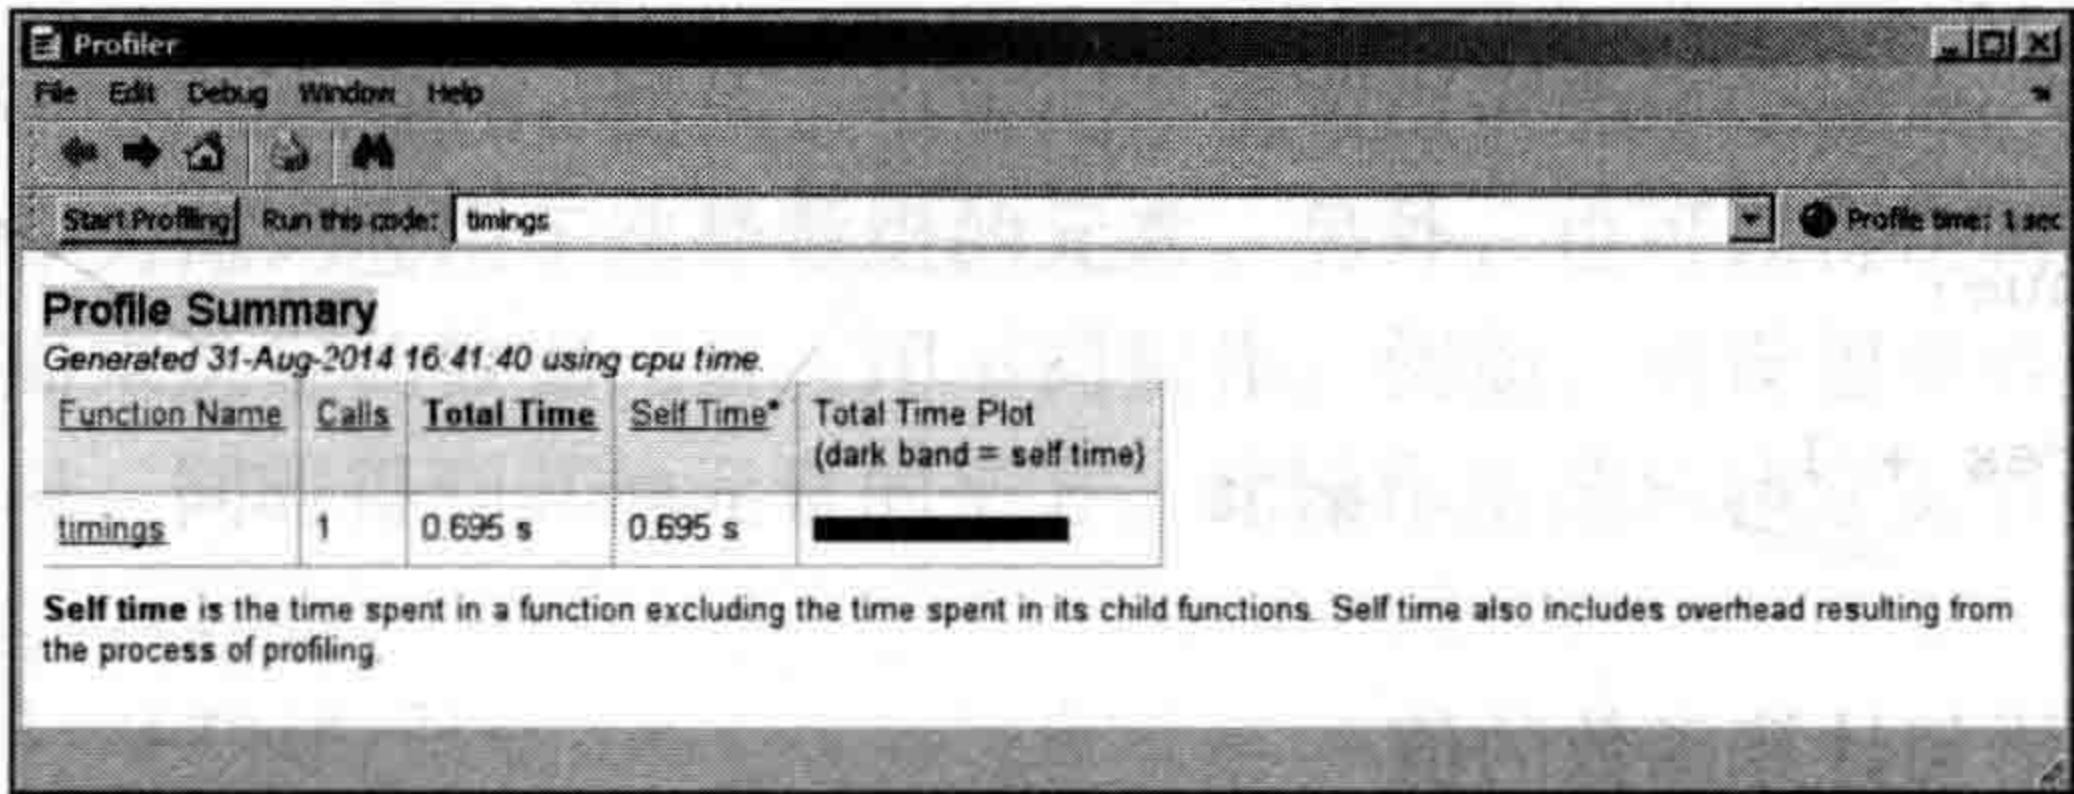 Profiler
File Edit Debug Window Help
Start Profiling Run this code: timings Profile time: 1 sec
Profile Summary
Generated 31-Aug-2014 16:41:40 using cpu time.
Function Name Calls Total Time Self Time* Total Time Plot
(dark band = self time)
timings 1 0.695 s 0.695 s
Self time is the time spent in a function excluding the time spent in its child functions. Self time also includes overhead resulting from
the process of profiling.